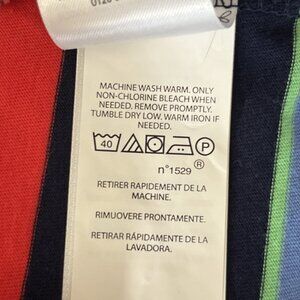 MACHINE WASH WARM. ONLY
NON-CHLORINE BLEACH WHEN
NEEDED. REMOVE PROMPTLY.
TUMBLE DRY LOW. WARM IRON IF
NEEDED.
40 P
n°1529 ®
RETIRER RAPIDEMENT DE LA
MACHINE.
RIMUOVERE PRONTAMENTE.
RETIRAR RÁPIDAMENTE DE LA
LAVADORA.